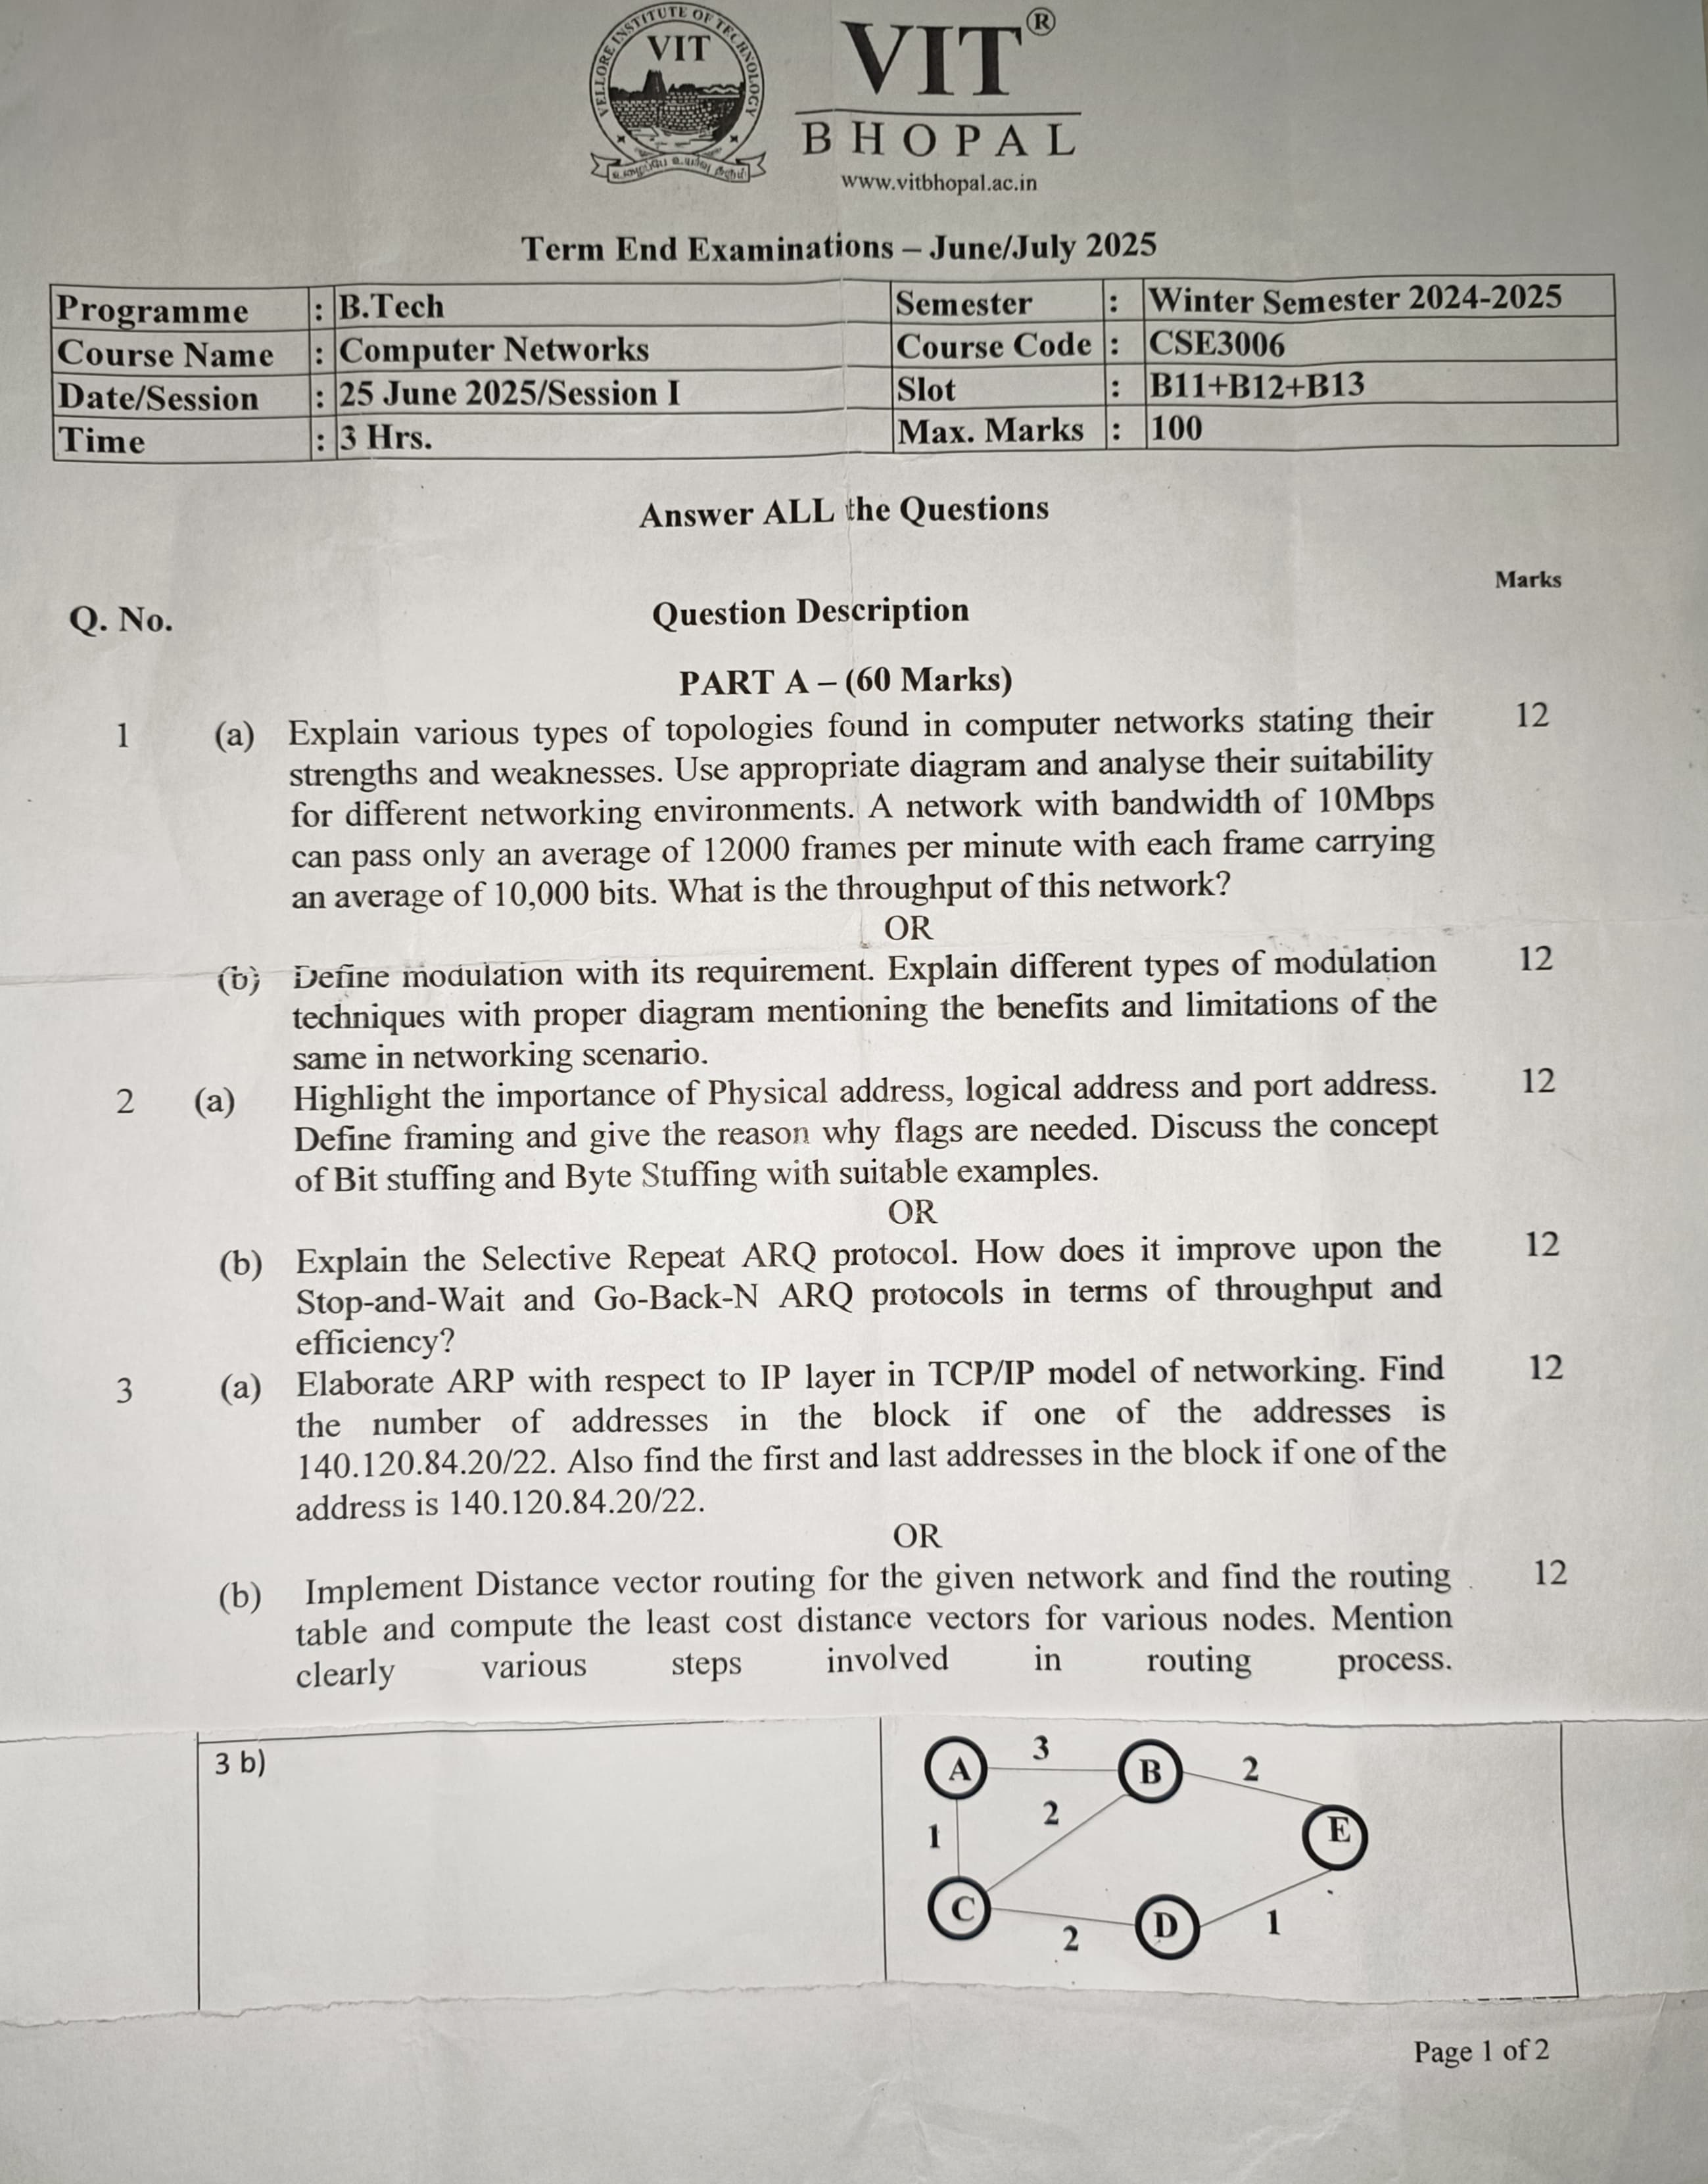 VELLORE INSTITUTE OF TECHNOLOGY
VIT
VIT®
BHOPAL
www.vitbhopal.ac.in
Term End Examinations – June/July 2025
Programme : B.Tech Semester : Winter Semester 2024-2025
Course Name : Computer Networks Course Code : CSE3006
Date/Session : 25 June 2025/Session I Slot : B11+B12+B13
Time : 3 Hrs. Max. Marks : 100
Answer ALL the Questions
Marks
Q. No. Question Description
PART A – (60 Marks)
1 (a) Explain various types of topologies found in computer networks stating their 12
strengths and weaknesses. Use appropriate diagram and analyse their suitability
for different networking environments. A network with bandwidth of 10Mbps
can pass only an average of 12000 frames per minute with each frame carrying
an average of 10,000 bits. What is the throughput of this network?
OR
(b) Define modulation with its requirement. Explain different types of modulation 12
techniques with proper diagram mentioning the benefits and limitations of the
same in networking scenario.
2 (a) Highlight the importance of Physical address, logical address and port address. 12
Define framing and give the reason why flags are needed. Discuss the concept
of Bit stuffing and Byte Stuffing with suitable examples.
OR
(b) Explain the Selective Repeat ARQ protocol. How does it improve upon the 12
Stop-and-Wait and Go-Back-N ARQ protocols in terms of throughput and
efficiency?
3 (a) Elaborate ARP with respect to IP layer in TCP/IP model of networking. Find 12
the number of addresses in the block if one of the addresses is
140.120.84.20/22. Also find the first and last addresses in the block if one of the
address is 140.120.84.20/22.
OR
(b) Implement Distance vector routing for the given network and find the routing 12
table and compute the least cost distance vectors for various nodes. Mention
clearly various steps involved in routing process.
3 b)
A 3 B 2
1 2 E
C 2 D 1
Page 1 of 2